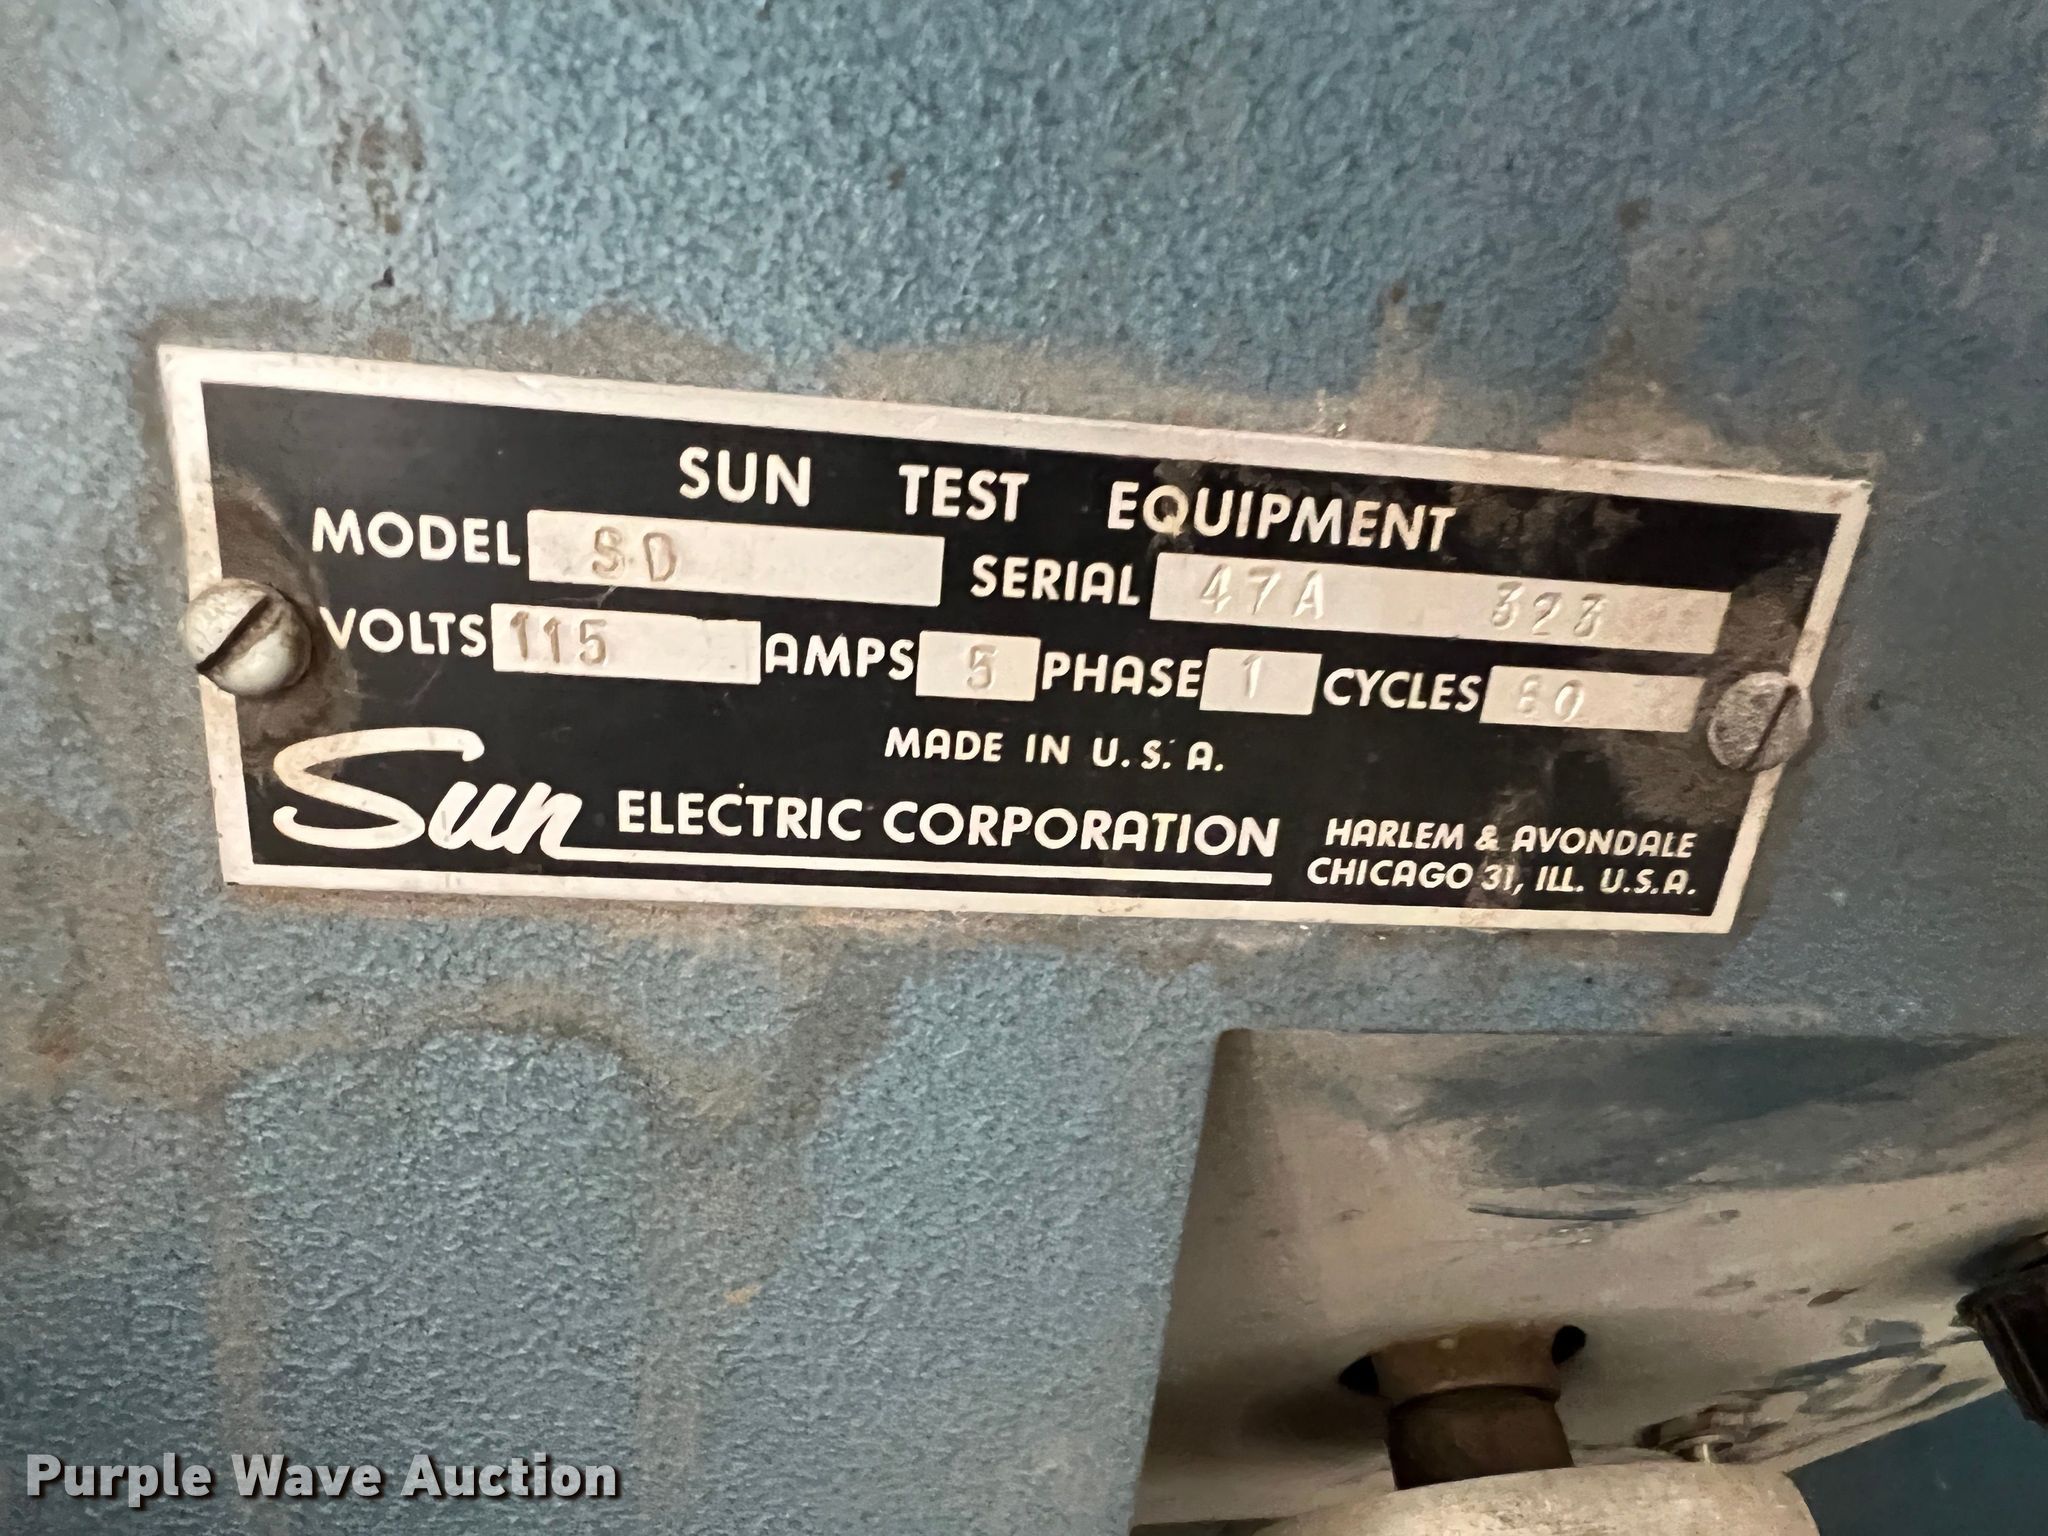 SUN TEST EQUIPMENT
MODEL SD SERIAL 47A 323
VOLTS 115 AMPS 5 PHASE 1 CYCLES 60
MADE IN U.S.A.
Sun ELECTRIC CORPORATION HARLEM & AVONDALE
CHICAGO 31, ILL. U.S.A.
Purple Wave Auction